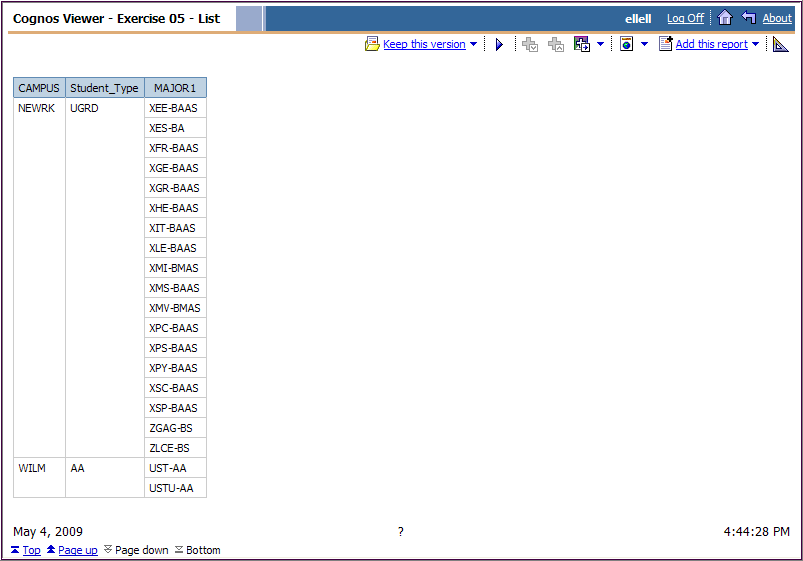 Cognos Viewer - Exercise 05 - List ellell Log Off About
Keep this version Add this report
CAMPUS Student_Type MAJOR1
NEWRK UGRD XEE-BAAS
XES-BA
XFR-BAAS
XGE-BAAS
XGR-BAAS
XHE-BAAS
XIT-BAAS
XLE-BAAS
XMI-BMAS
XMS-BAAS
XMV-BMAS
XPC-BAAS
XPS-BAAS
XPY-BAAS
XSC-BAAS
XSP-BAAS
ZGAG-BS
ZLCE-BS
WILM AA UST-AA
USTU-AA
May 4, 2009 ? 4:44:28 PM
Top Page up Page down Bottom